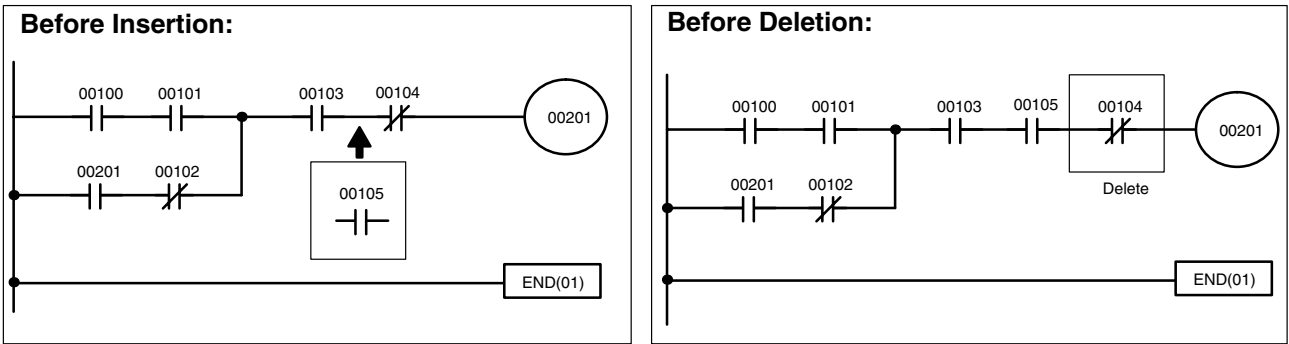 Before Insertion:
00100 00101 00103 00104
00201
00201 00102
00105
END(01)
Before Deletion:
00100 00101 00103 00105 00104
00201
00201 00102
Delete
END(01)